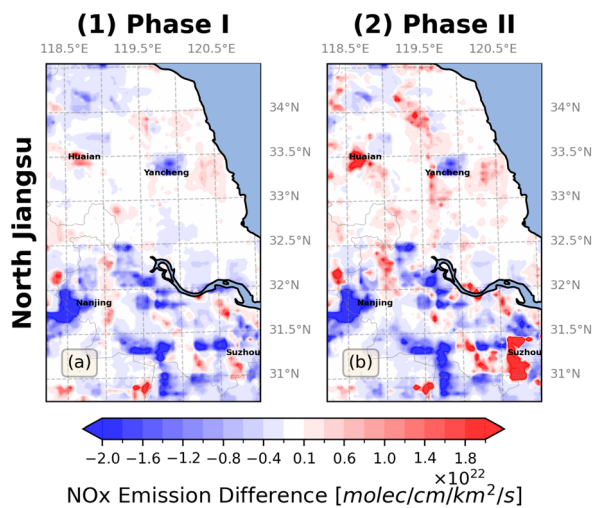 (1) Phase I (2) Phase II
118.5°E 119.5°E 120.5°E 118.5°E 119.5°E 120.5°E
North Jiangsu
34°N 34°N
Huaian Huaian
33.5°N 33.5°N
Yancheng Yancheng
33°N 33°N
32.5°N 32.5°N
32°N 32°N
Nanjing Nanjing
31.5°N 31.5°N
(a) Suzhou (b) Suzhou
31°N 31°N
−2.0 −1.6 −1.2 −0.8 −0.4 0.1 0.6 1.0 1.4 1.8
×10²²
NOx Emission Difference [molec/cm/km²/s]